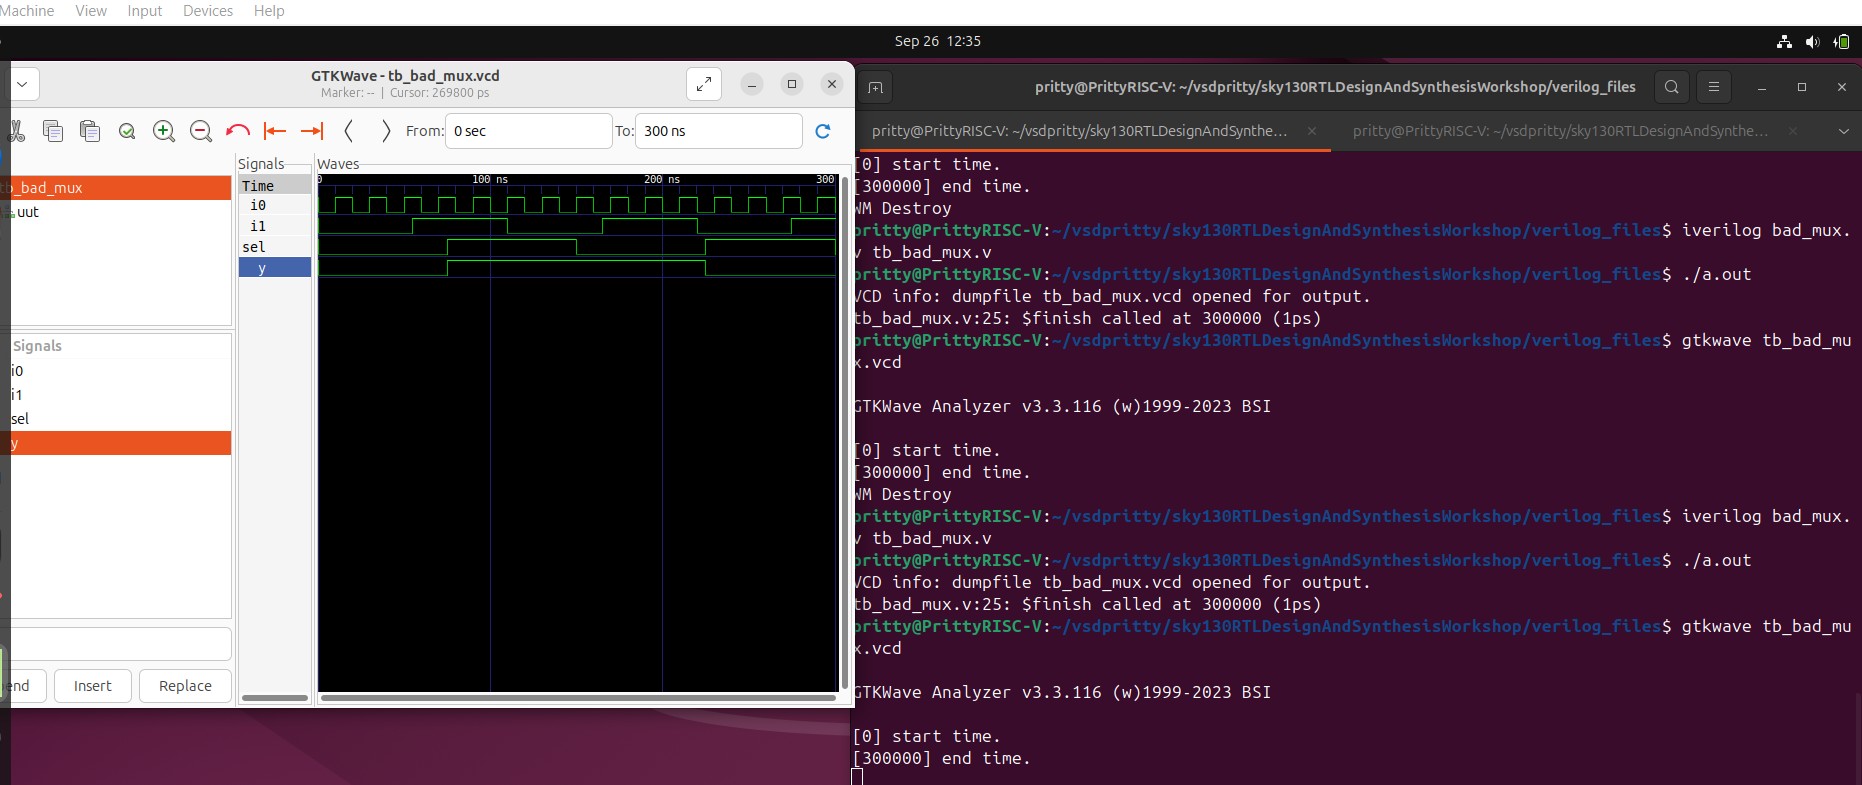 Machine View Input Devices Help
Sep 26 12:35
GTKWave - tb_bad_mux.vcd
Marker: -- | Cursor: 269800 ps
From: 0 sec To: 300 ns
tb_bad_mux
uut
Signals
i0
i1
sel
y
end Insert Replace
Signals
Time
i0
i1
sel
y
Waves
0 100 ns 200 ns 300
pritty@PrittyRISC-V: ~/vsdpritty/sky130RTLDesignAndSynthesisWorkshop/verilog_files
pritty@PrittyRISC-V: ~/vsdpritty/sky130RTLDesignAndSynthe... pritty@PrittyRISC-V: ~/vsdpritty/sky130RTLDesignAndSynthe...
[0] start time.
[300000] end time.
WM Destroy
pritty@PrittyRISC-V:~/vsdpritty/sky130RTLDesignAndSynthesisWorkshop/verilog_files$ iverilog bad_mux.
v tb_bad_mux.v
pritty@PrittyRISC-V:~/vsdpritty/sky130RTLDesignAndSynthesisWorkshop/verilog_files$ ./a.out
VCD info: dumpfile tb_bad_mux.vcd opened for output.
tb_bad_mux.v:25: $finish called at 300000 (1ps)
pritty@PrittyRISC-V:~/vsdpritty/sky130RTLDesignAndSynthesisWorkshop/verilog_files$ gtkwave tb_bad_mu
x.vcd
GTKWave Analyzer v3.3.116 (w)1999-2023 BSI
[0] start time.
[300000] end time.
WM Destroy
pritty@PrittyRISC-V:~/vsdpritty/sky130RTLDesignAndSynthesisWorkshop/verilog_files$ iverilog bad_mux.
v tb_bad_mux.v
pritty@PrittyRISC-V:~/vsdpritty/sky130RTLDesignAndSynthesisWorkshop/verilog_files$ ./a.out
VCD info: dumpfile tb_bad_mux.vcd opened for output.
tb_bad_mux.v:25: $finish called at 300000 (1ps)
pritty@PrittyRISC-V:~/vsdpritty/sky130RTLDesignAndSynthesisWorkshop/verilog_files$ gtkwave tb_bad_mu
x.vcd
GTKWave Analyzer v3.3.116 (w)1999-2023 BSI
[0] start time.
[300000] end time.